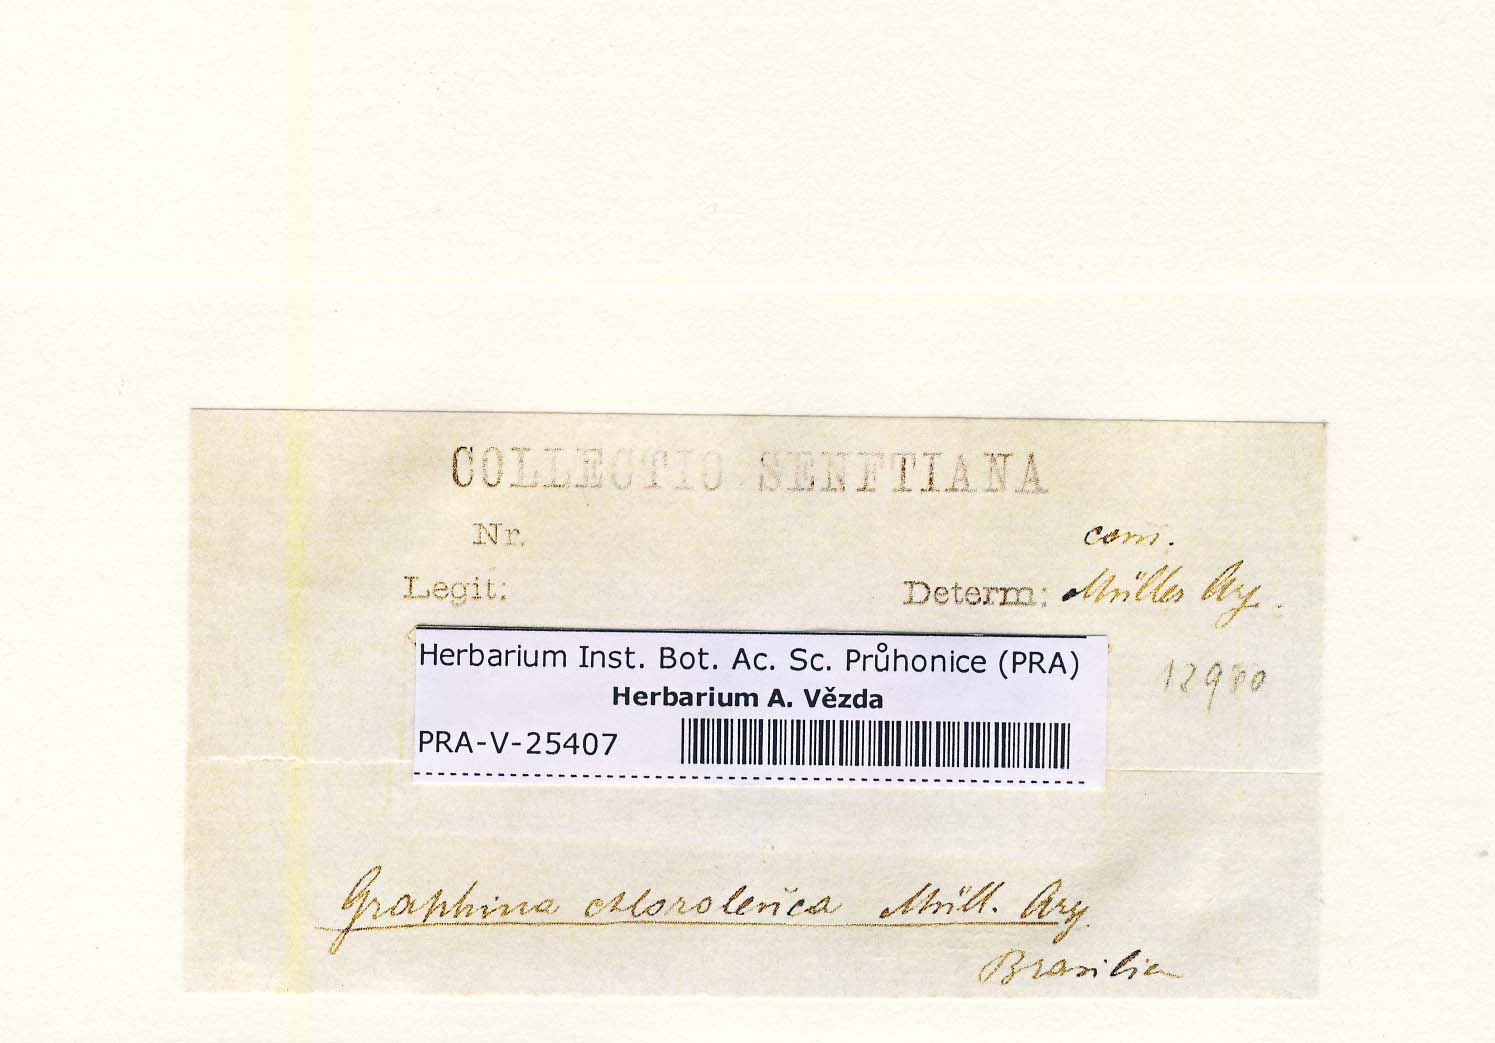 COLLECTIO SENFTIANA
Nr.
com.
Legit:
Determ: Müller Arg.
Herbarium Inst. Bot. Ac. Sc. Průhonice (PRA)
12980
Herbarium A. Vězda
PRA-V-25407
Graphina chloroleuca Müll. Arg.
Brasilia